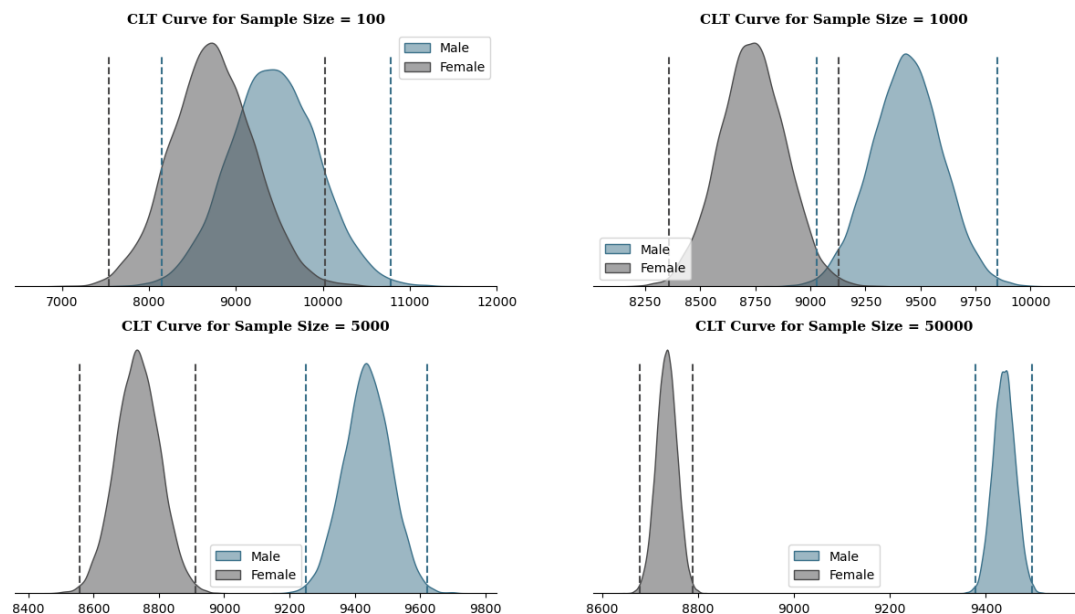 CLT Curve for Sample Size = 100
Male
Female
7000 8000 9000 10000 11000 12000
CLT Curve for Sample Size = 1000
Male
Female
8250 8500 8750 9000 9250 9500 9750 10000
CLT Curve for Sample Size = 5000
Male
Female
8400 8600 8800 9000 9200 9400 9600 9800
CLT Curve for Sample Size = 50000
Male
Female
8600 8800 9000 9200 9400